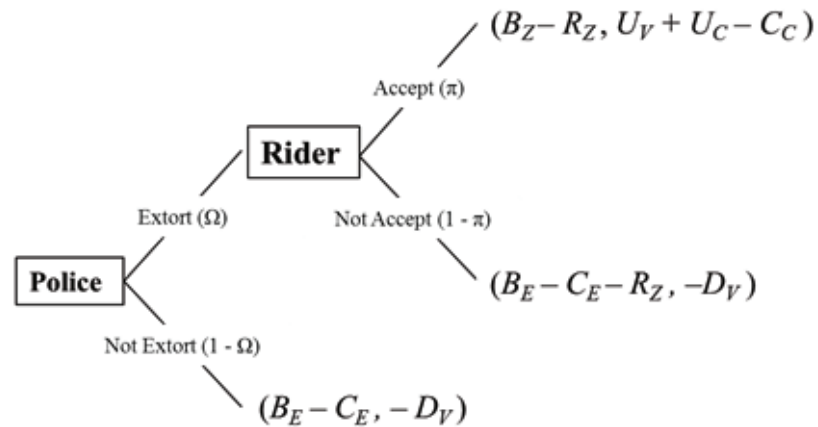 (B_Z – R_Z, U_V + U_C – C_C)
Accept (π)
Rider
Extort (Ω)
Not Accept (1 - π)
Police
(B_E – C_E – R_Z, –D_V)
Not Extort (1 - Ω)
(B_E – C_E, – D_V)